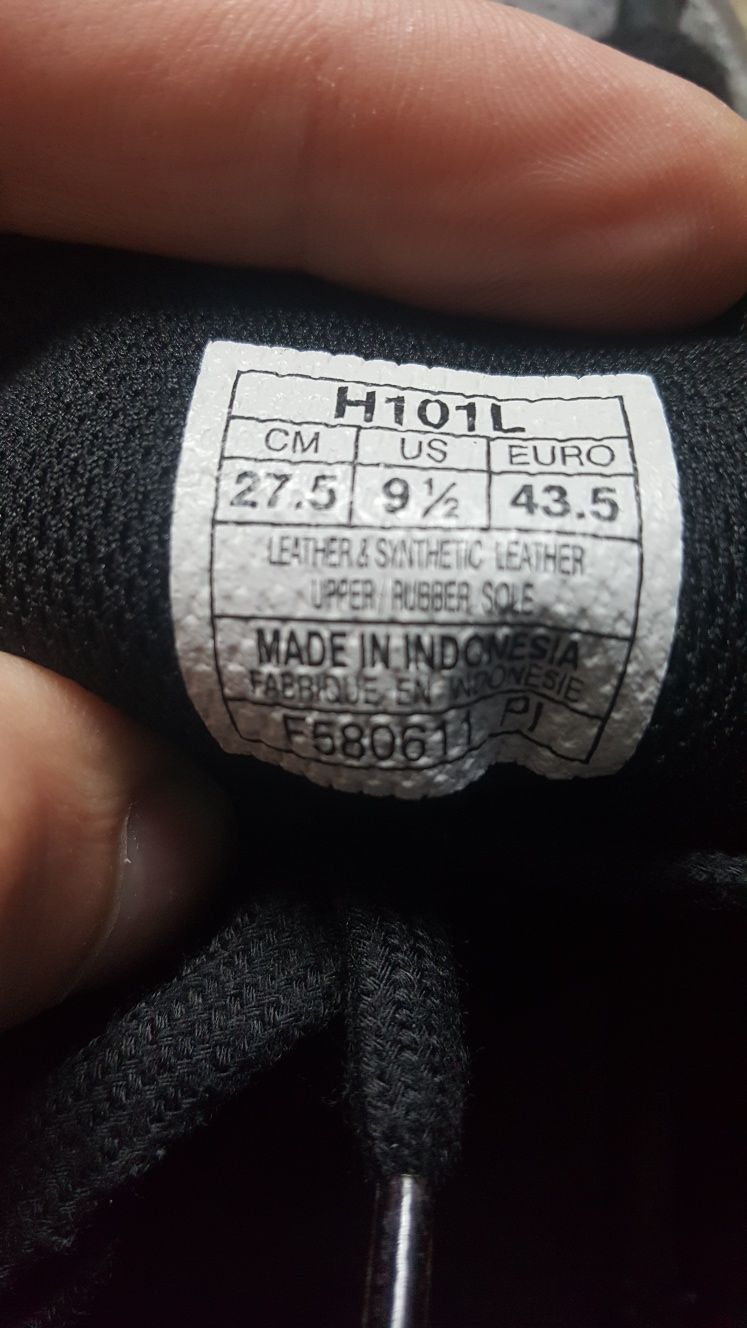 H101L
CM US EURO
27.5 9½ 43.5
LEATHER & SYNTHETIC LEATHER
UPPER / RUBBER SOLE
MADE IN INDONESIA
FABRIQUE EN INDONESIE
F580611 PJ